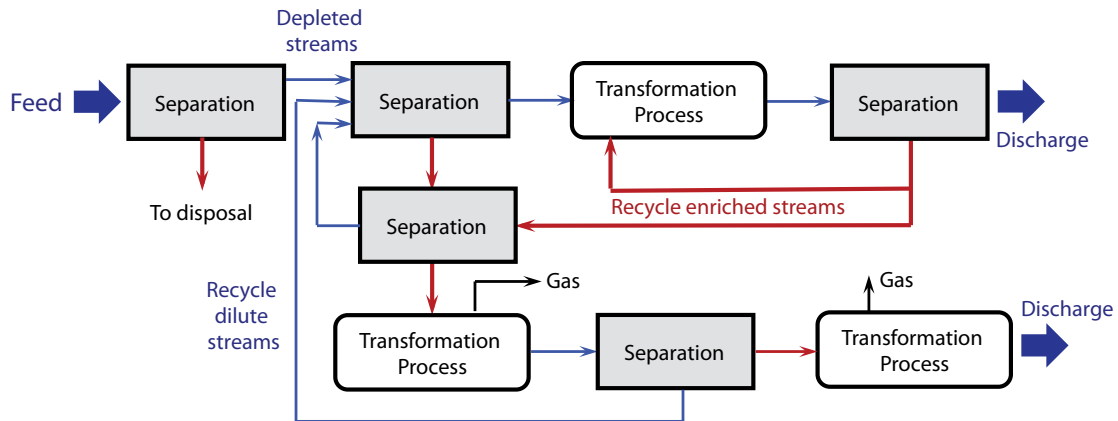 Depleted
streams
Feed
Separation
Separation
Transformation
Process
Separation
Discharge
To disposal
Separation
Recycle enriched streams
Recycle
dilute
streams
Gas
Gas
Transformation
Process
Separation
Transformation
Process
Discharge